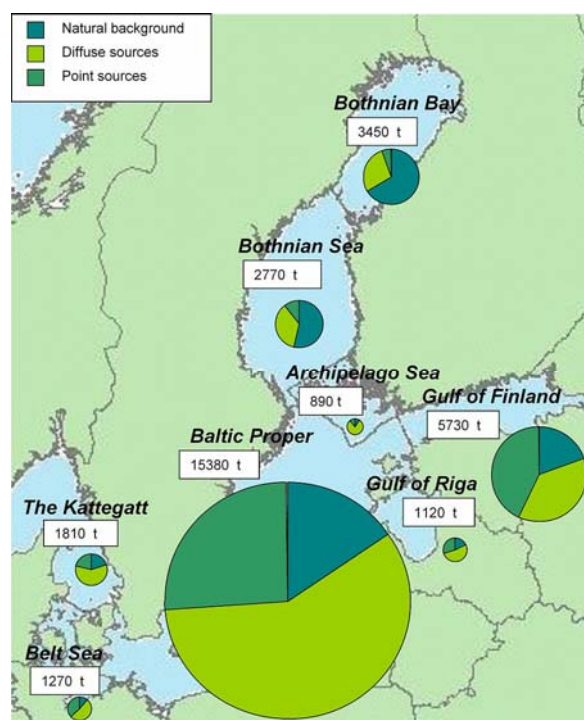 Natural background
Diffuse sources
Point sources
Bothnian Bay
3450 t
Bothnian Sea
2770 t
Archipelago Sea
890 t
Gulf of Finland
5730 t
Baltic Proper
15380 t
Gulf of Riga
1120 t
The Kattegatt
1810 t
Belt Sea
1270 t